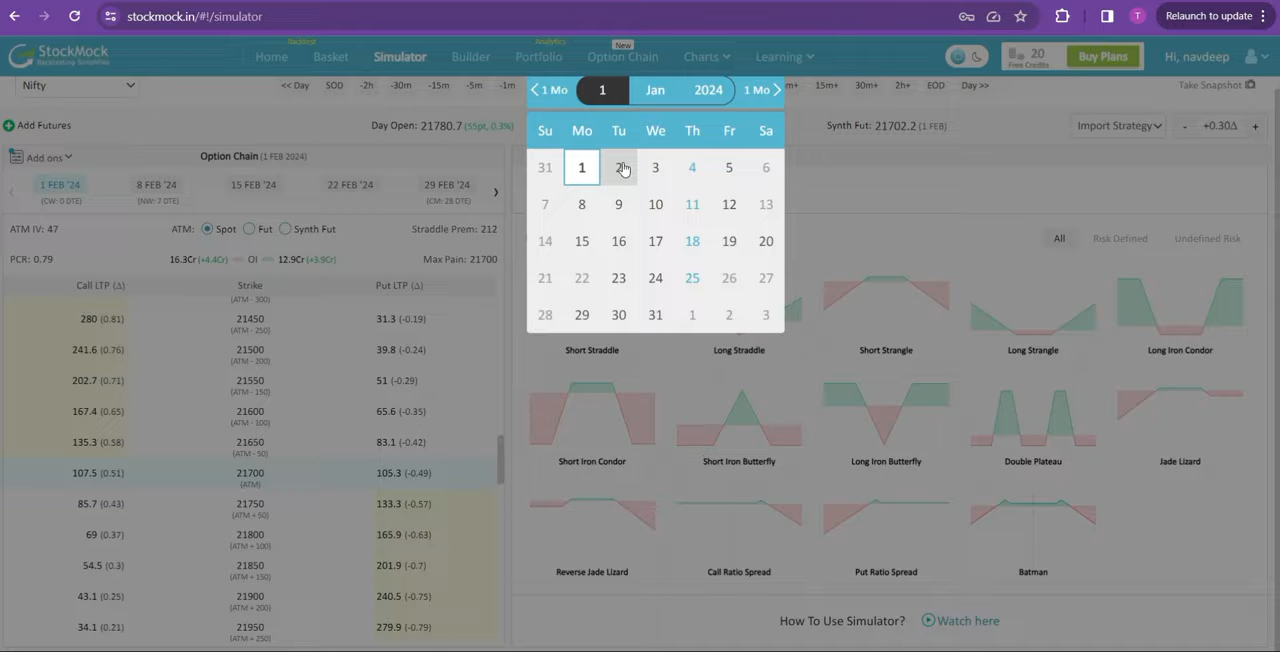 stockmock.in/#!/simulator
T
Relaunch to update
StockMock
Backtesting Simplified
Home
Backtest
Basket
Simulator
Builder
Analytics
Portfolio
New
Option Chain
Charts
Learning
20
Free Credits
Buy Plans
Hi, navdeep
Nifty
<< Day SOD -2h -30m -15m -5m -1m
15m+ 30m+ 2h+ EOD Day >>
Take Snapshot
< 1 Mo 1 Jan 2024 1 Mo >
Add Futures
Day Open: 21780.7 (55pt, 0.3%)
Synth Fut: 21702.2 (1 FEB)
Import Strategy
- +0.30Δ +
Su Mo Tu We Th Fr Sa
31 1 2 3 4 5 6
7 8 9 10 11 12 13
14 15 16 17 18 19 20
21 22 23 24 25 26 27
28 29 30 31 1 2 3
Add ons
Option Chain (1 FEB 2024)
1 FEB '24 8 FEB '24 15 FEB '24 22 FEB '24 29 FEB '24
(CW: 0 DTE) (NW: 7 DTE) (CM: 28 DTE)
ATM IV: 47 ATM: Spot Fut Synth Fut Straddle Prem: 212
PCR: 0.79 16.3Cr (+4.4Cr) OI 12.9Cr (+3.9Cr) Max Pain: 21700
Call LTP (Δ) Strike Put LTP (Δ)
(ATM - 300)
280 (0.81) 21450 31.3 (-0.19)
(ATM - 250)
241.6 (0.76) 21500 39.8 (-0.24)
(ATM - 200)
202.7 (0.71) 21550 51 (-0.29)
(ATM - 150)
167.4 (0.65) 21600 65.6 (-0.35)
(ATM - 100)
135.3 (0.58) 21650 83.1 (-0.42)
(ATM - 50)
107.5 (0.51) 21700 105.3 (-0.49)
(ATM)
85.7 (0.43) 21750 133.3 (-0.57)
(ATM + 50)
69 (0.37) 21800 165.9 (-0.63)
(ATM + 100)
54.5 (0.3) 21850 201.9 (-0.7)
(ATM + 150)
43.1 (0.25) 21900 240.5 (-0.75)
(ATM + 200)
34.1 (0.21) 21950 279.9 (-0.79)
(ATM + 250)
All Risk Defined Undefined Risk
Short Straddle Long Straddle Short Strangle Long Strangle Long Iron Condor
Short Iron Condor Short Iron Butterfly Long Iron Butterfly Double Plateau Jade Lizard
Reverse Jade Lizard Call Ratio Spread Put Ratio Spread Batman
How To Use Simulator? Watch here